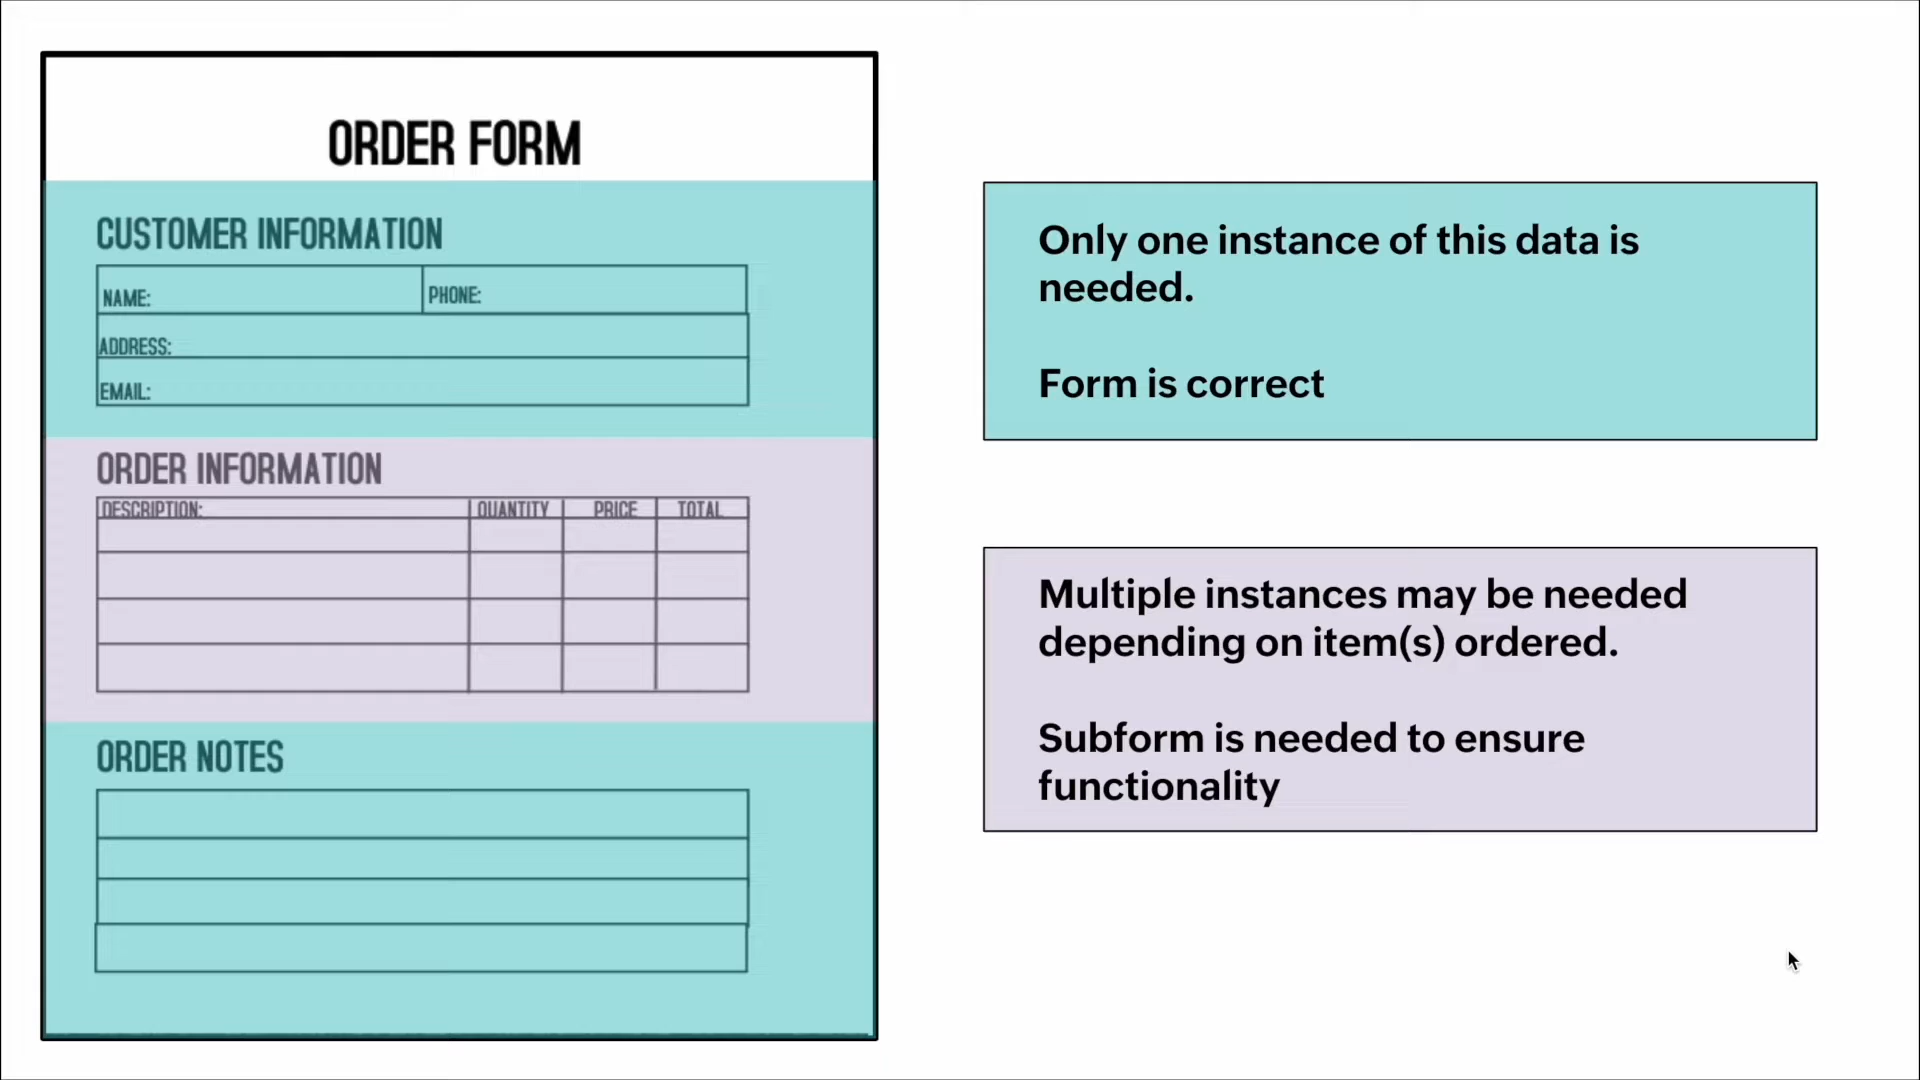 ORDER FORM
CUSTOMER INFORMATION
NAME: PHONE:
ADDRESS:
EMAIL:
ORDER INFORMATION
DESCRIPTION: QUANTITY PRICE TOTAL
ORDER NOTES
Only one instance of this data is
needed.
Form is correct
Multiple instances may be needed
depending on item(s) ordered.
Subform is needed to ensure
functionality